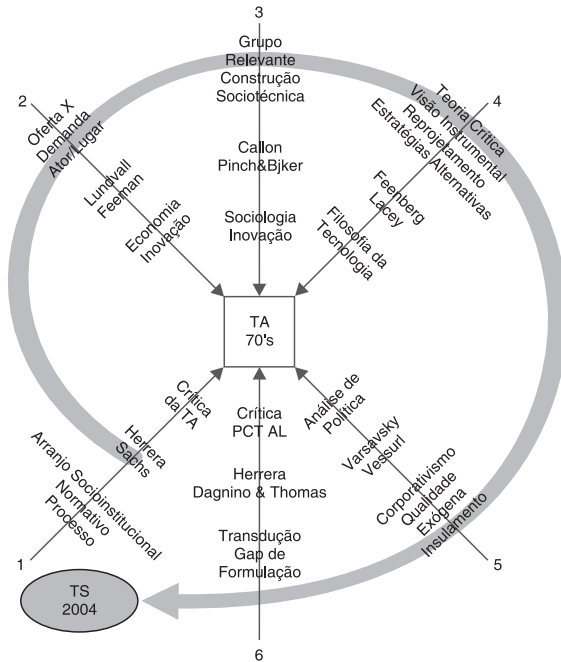 3
Grupo
Relevante
Construção
Sociotécnica
Callon
Pinch&Bjker
Sociologia
Inovação
2
Oferta X
Demanda
Ator/Lugar
Lundvall
Feeman
Economia
Inovação
4
Teoria Crítica
Visão Instrumental
Reprojetamento
Estratégias Alternativas
Feenberg
Lacey
Filosofia da
Tecnologia
TA
70's
Crítica
da TA
Herrera
Sachs
Arranjo Socioinstitucional
Normativo
Processo
1
TS
2004
Crítica
PCT AL
Herrera
Dagnino & Thomas
Transdução
Gap de
Formulação
6
Análise de
Política
Varsavsky
Vessurl
Corporativismo
Qualidade
Exógena
Insulamento
5